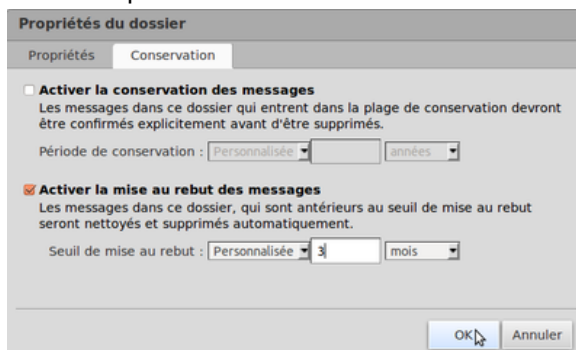 Propriétés du dossier
Propriétés Conservation
Activer la conservation des messages
Les messages dans ce dossier qui entrent dans la plage de conservation devront
être confirmés explicitement avant d'être supprimés.
Période de conservation : Personnalisée années
Activer la mise au rebut des messages
Les messages dans ce dossier, qui sont antérieurs au seuil de mise au rebut
seront nettoyés et supprimés automatiquement.
Seuil de mise au rebut : Personnalisée 3 mois
OK Annuler